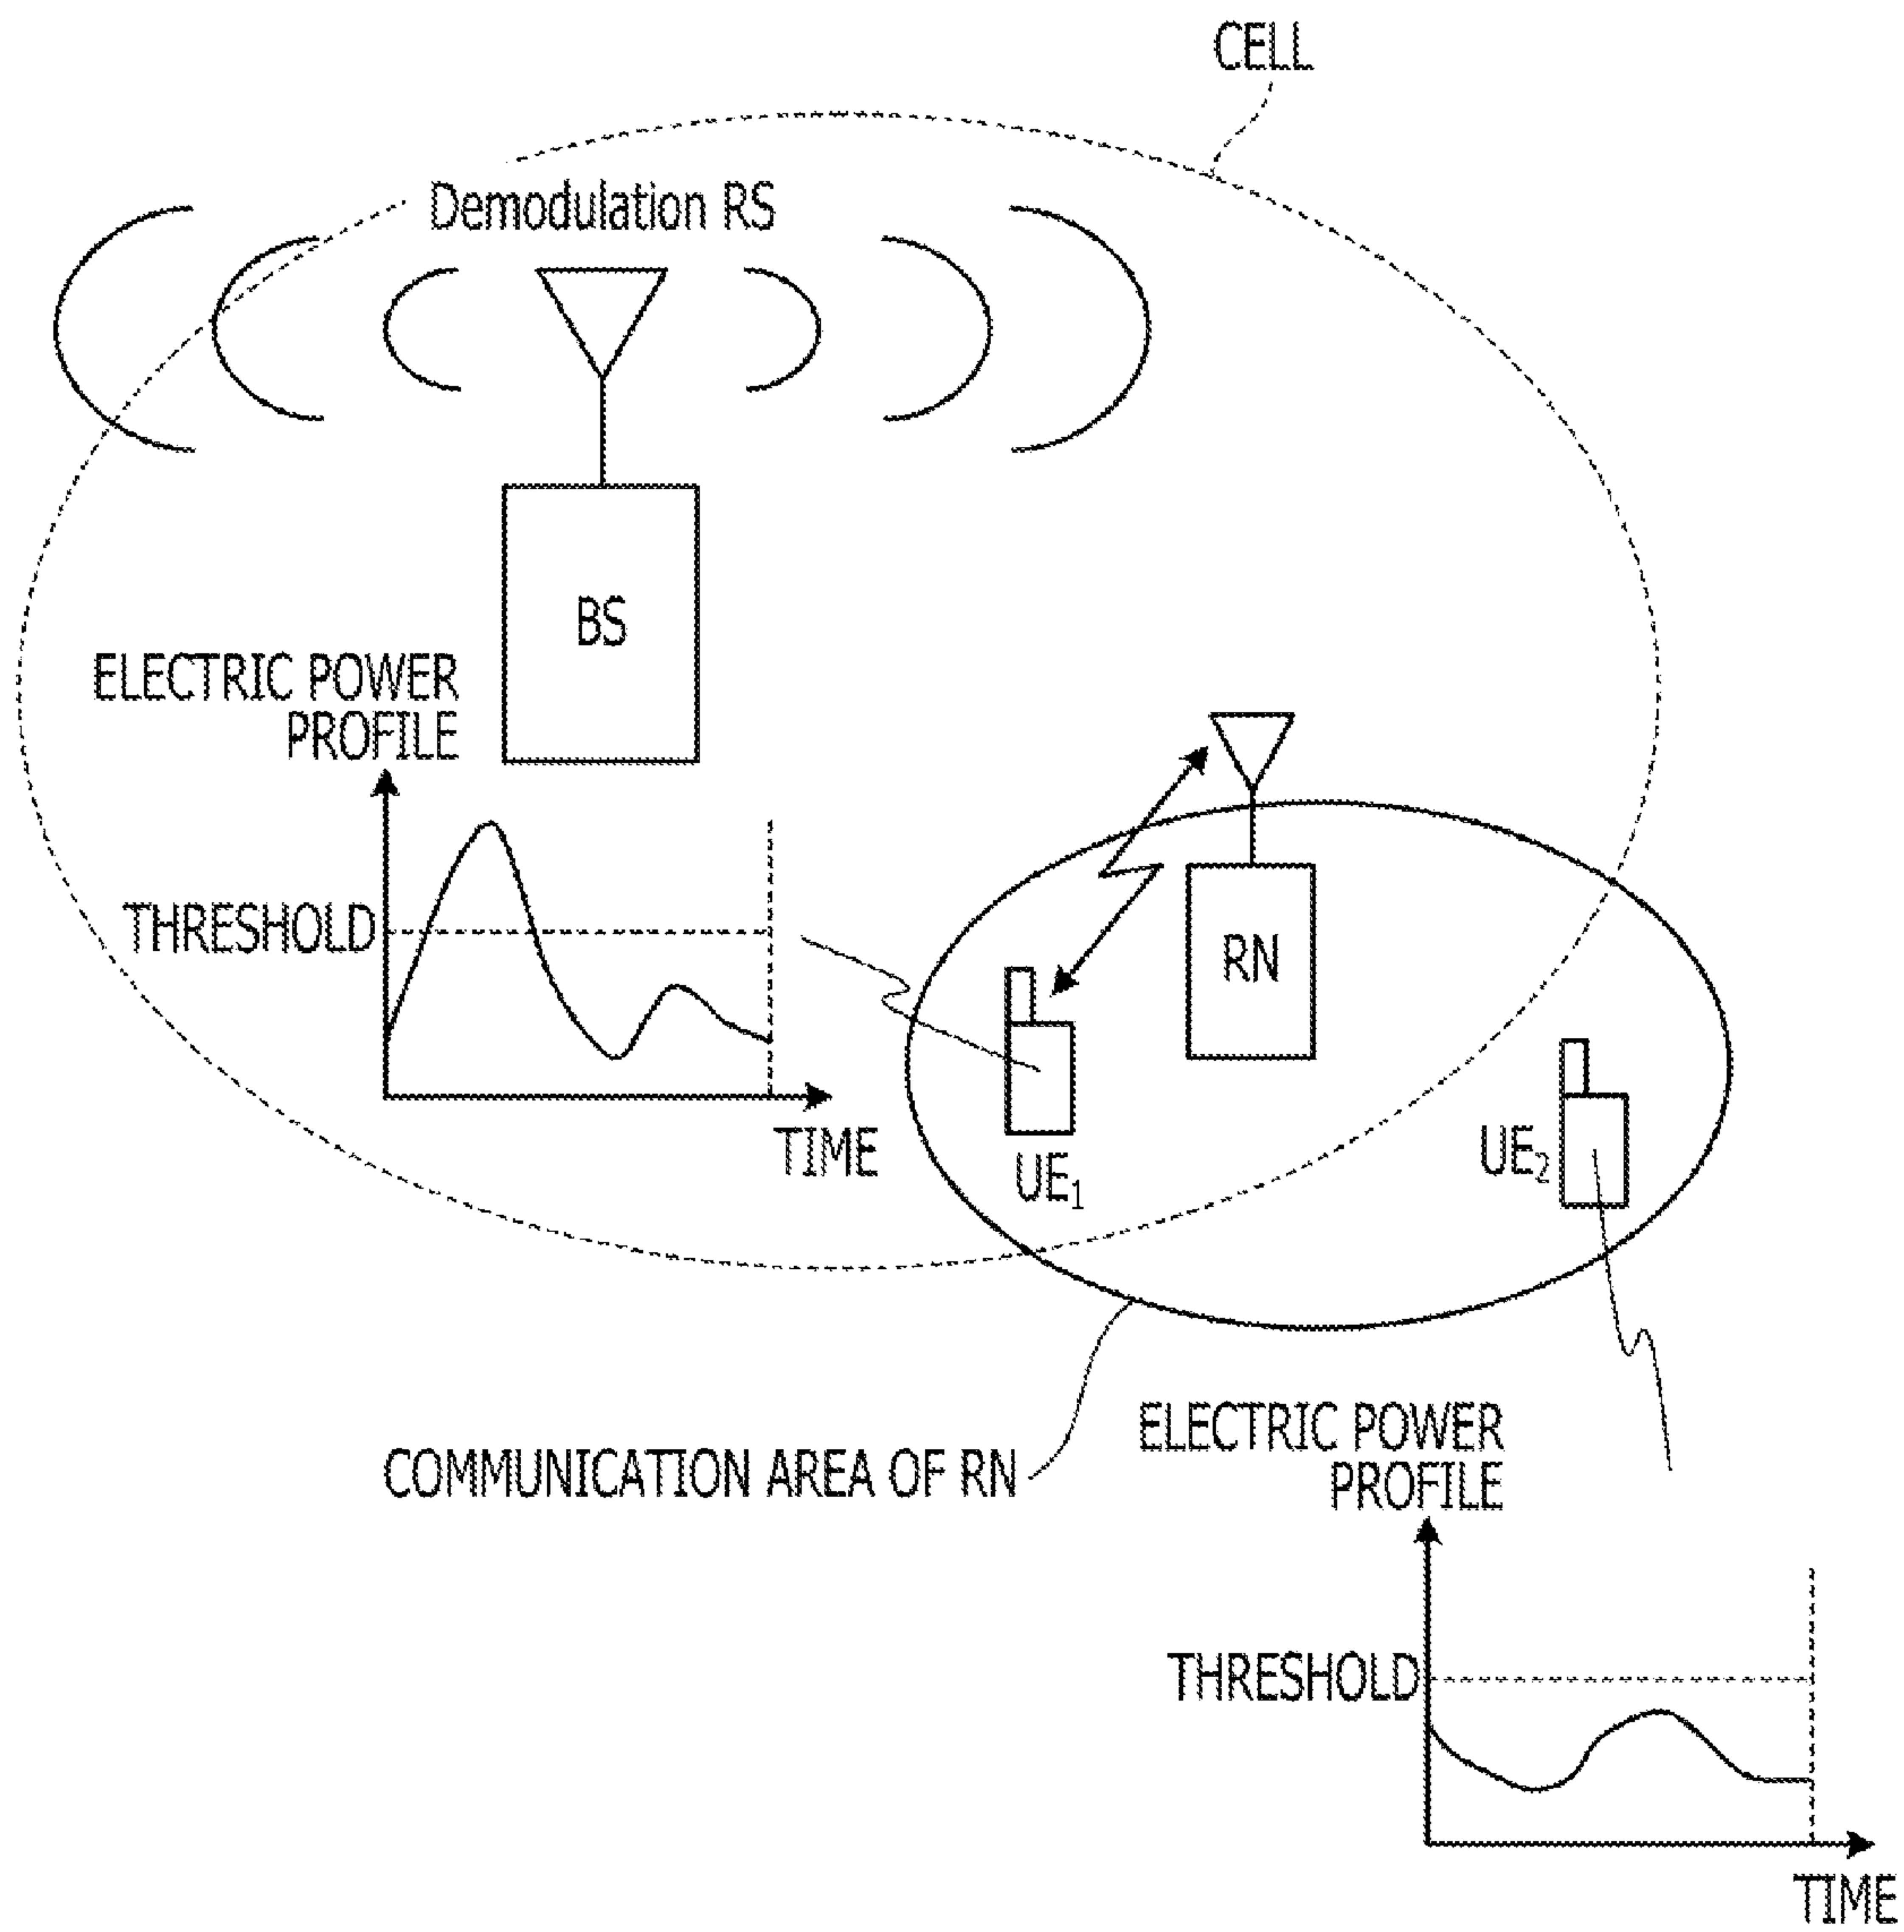 CELL
Demodulation RS
BS
ELECTRIC POWER
PROFILE
THRESHOLD
TIME
RN
UE1
UE2
COMMUNICATION AREA OF RN
ELECTRIC POWER
PROFILE
THRESHOLD
TIME